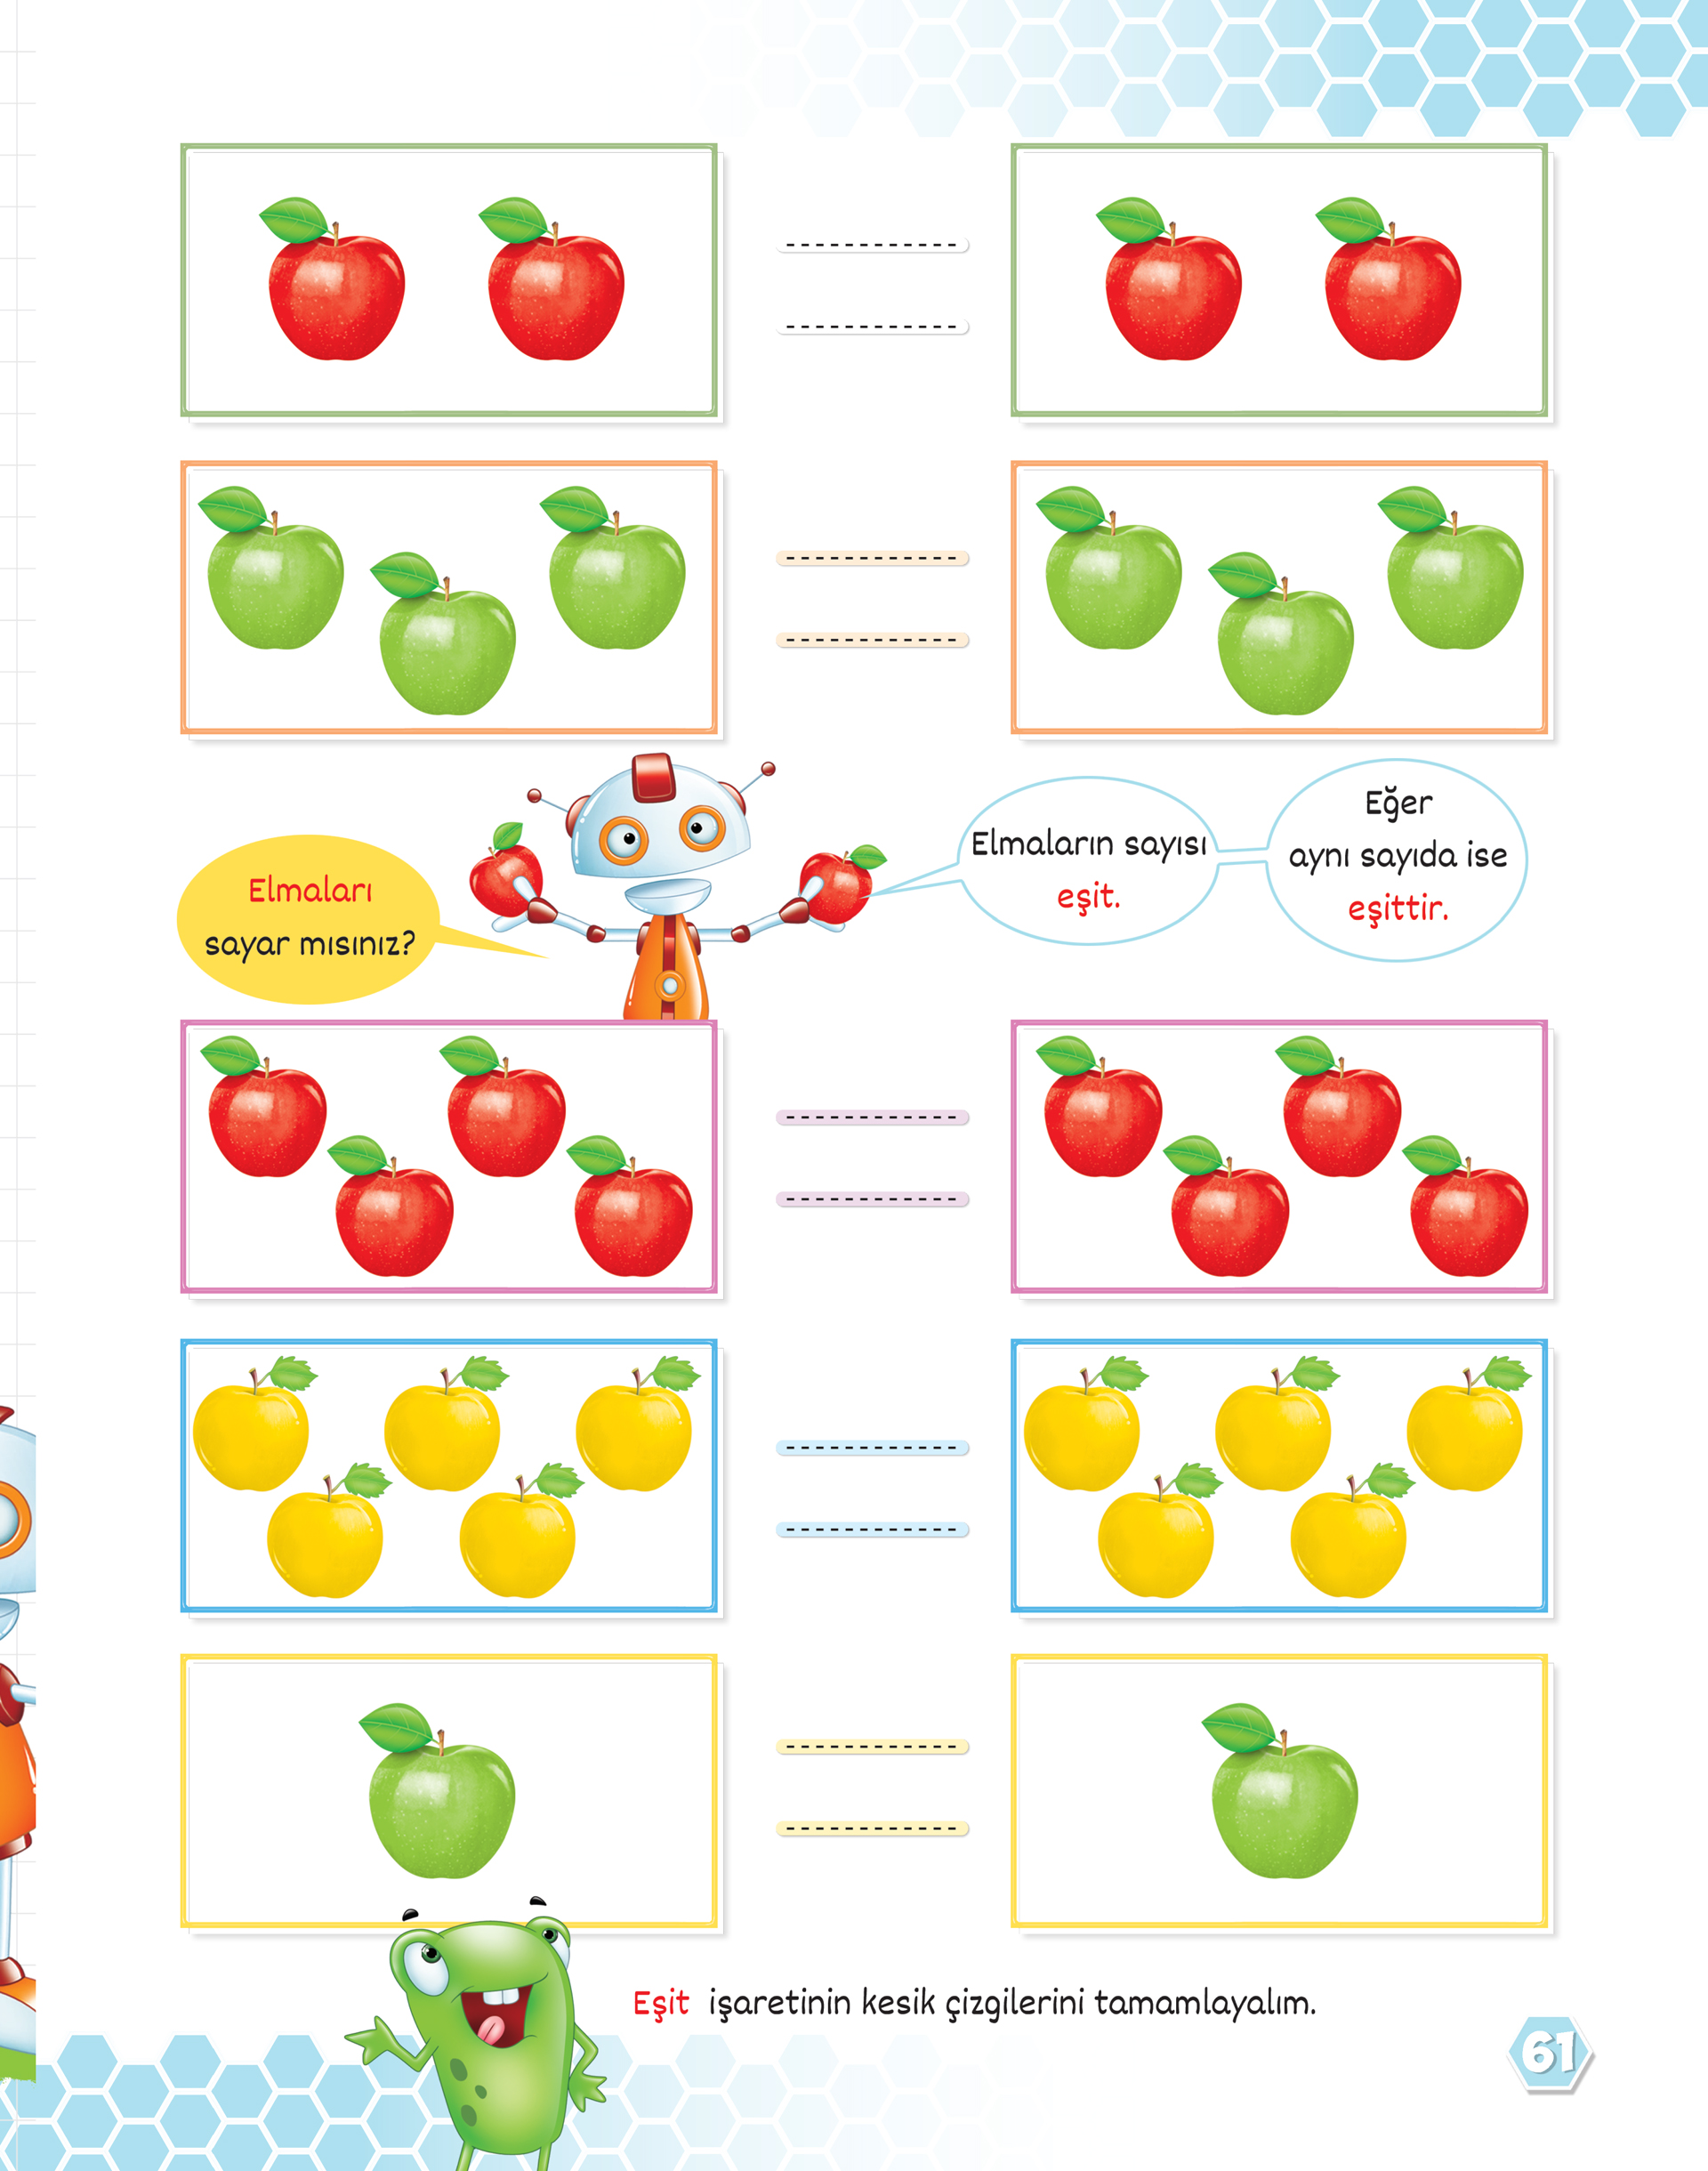 Elmaları
sayar mısınız?
Elmaların sayısı
eşit.
Eğer
aynı sayıda ise
eşittir.
Eşit işaretinin kesik çizgilerini tamamlayalım.
61